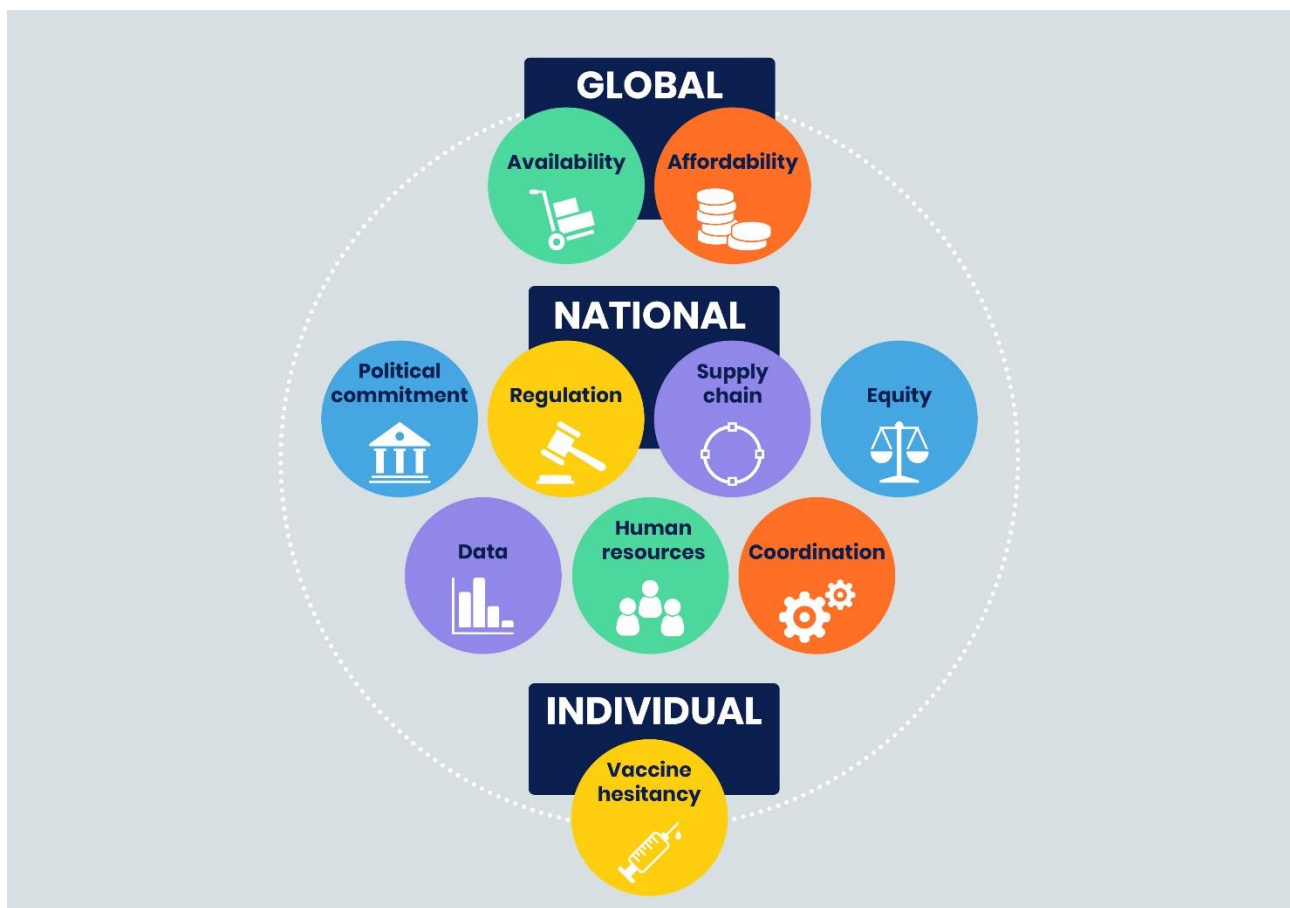 GLOBAL
Availability
Affordability
NATIONAL
Political
commitment
Regulation
Supply
chain
Equity
Data
Human
resources
Coordination
INDIVIDUAL
Vaccine
hesitancy